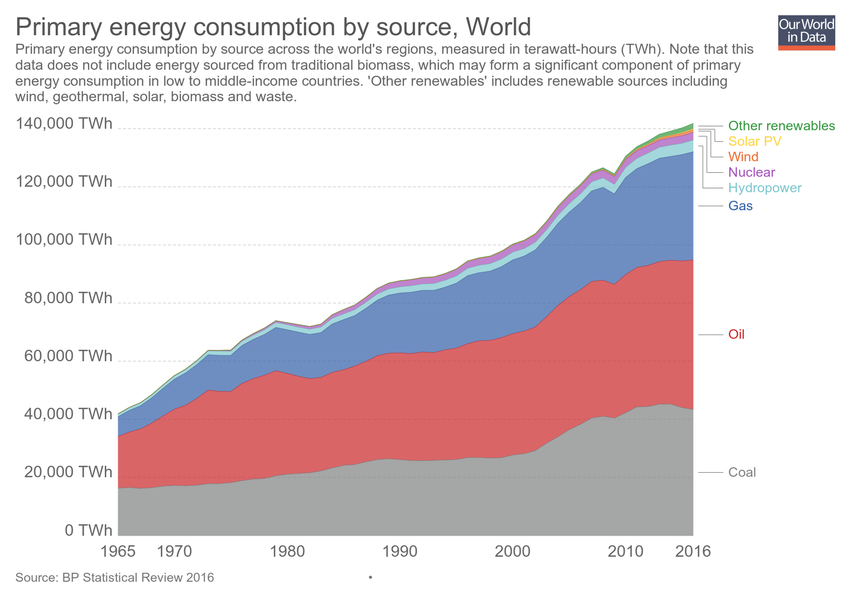 Primary energy consumption by source, World
Our World
in Data
Primary energy consumption by source across the world's regions, measured in terawatt-hours (TWh). Note that this
data does not include energy sourced from traditional biomass, which may form a significant component of primary
energy consumption in low to middle-income countries. 'Other renewables' includes renewable sources including
wind, geothermal, solar, biomass and waste.
140,000 TWh
120,000 TWh
100,000 TWh
80,000 TWh
60,000 TWh
40,000 TWh
20,000 TWh
0 TWh
Other renewables
Solar PV
Wind
Nuclear
Hydropower
Gas
Oil
Coal
1965 1970 1980 1990 2000 2010 2016
Source: BP Statistical Review 2016 •